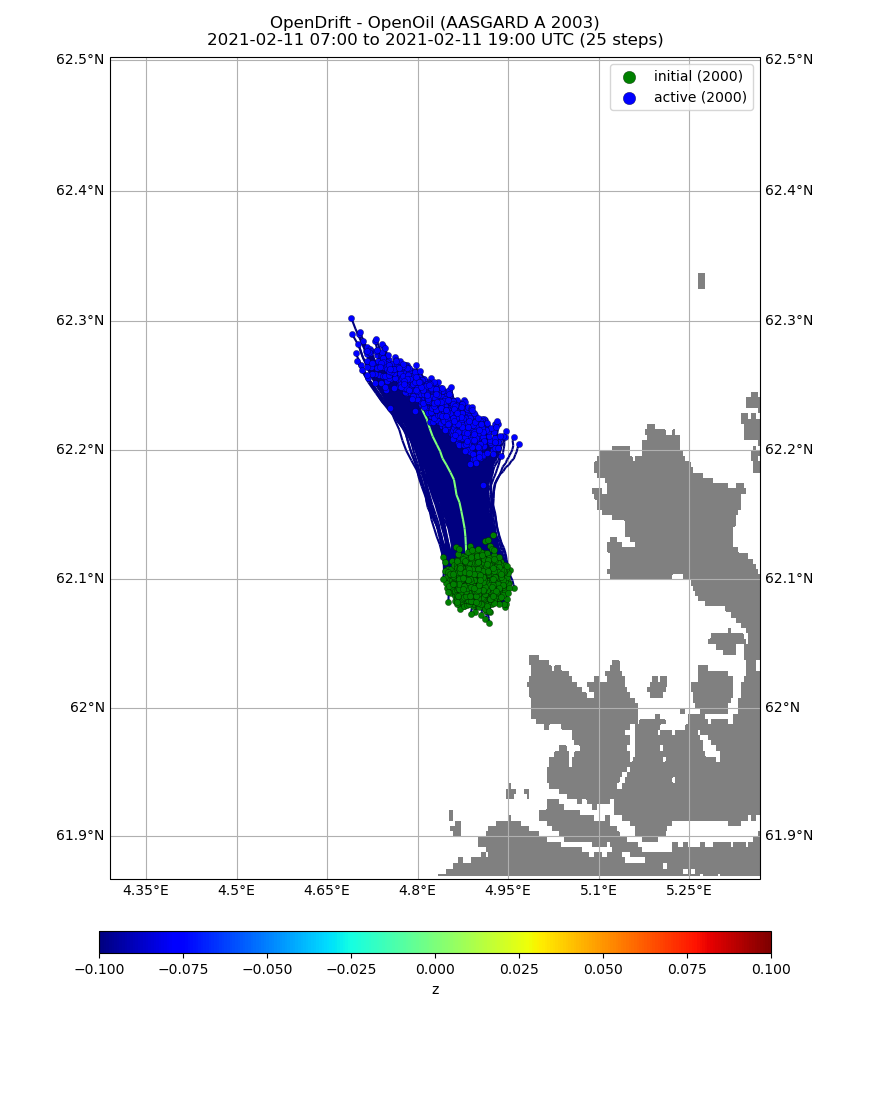 OpenDrift - OpenOil (AASGARD A 2003)
2021-02-11 07:00 to 2021-02-11 19:00 UTC (25 steps)
62.5°N
62.5°N
initial (2000)
active (2000)
62.4°N
62.4°N
62.3°N
62.3°N
62.2°N
62.2°N
62.1°N
62.1°N
62°N
62°N
61.9°N
61.9°N
4.35°E 4.5°E 4.65°E 4.8°E 4.95°E 5.1°E 5.25°E
−0.100 −0.075 −0.050 −0.025 0.000 0.025 0.050 0.075 0.100
z